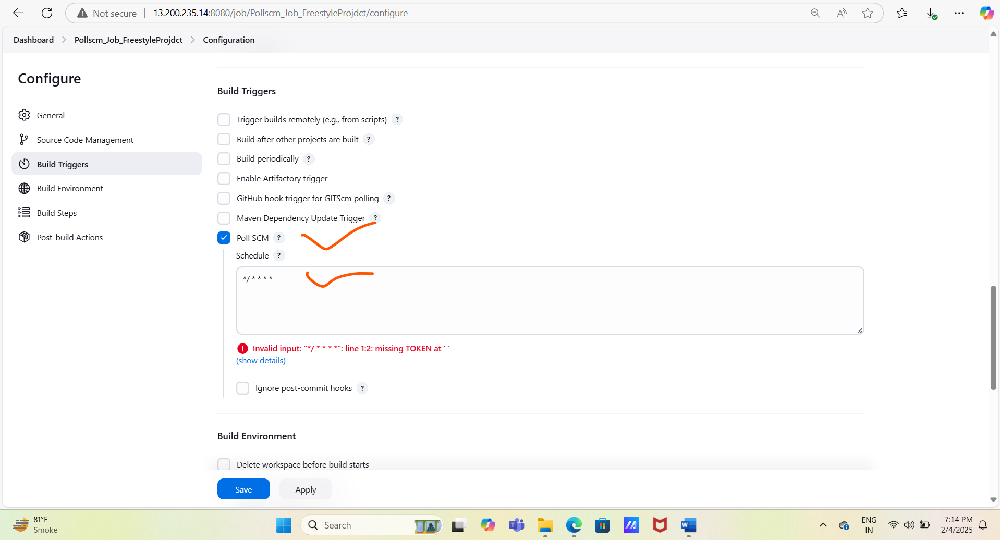 Not secure
13.200.235.14:8080/job/Pollscm_Job_FreestyleProjdct/configure
Dashboard
Pollscm_Job_FreestyleProjdct
Configuration
Configure
General
Source Code Management
Build Triggers
Build Environment
Build Steps
Post-build Actions
Build Triggers
Trigger builds remotely (e.g., from scripts) ?
Build after other projects are built ?
Build periodically ?
Enable Artifactory trigger
GitHub hook trigger for GITScm polling ?
Maven Dependency Update Trigger ?
Poll SCM ?
Schedule ?
*/ * * * *
Invalid input: "*/ * * * *": line 1:2: missing TOKEN at ' '
(show details)
Ignore post-commit hooks ?
Build Environment
Delete workspace before build starts
Save
Apply
81°F
Smoke
Search
ENG
IN
7:14 PM
2/4/2025